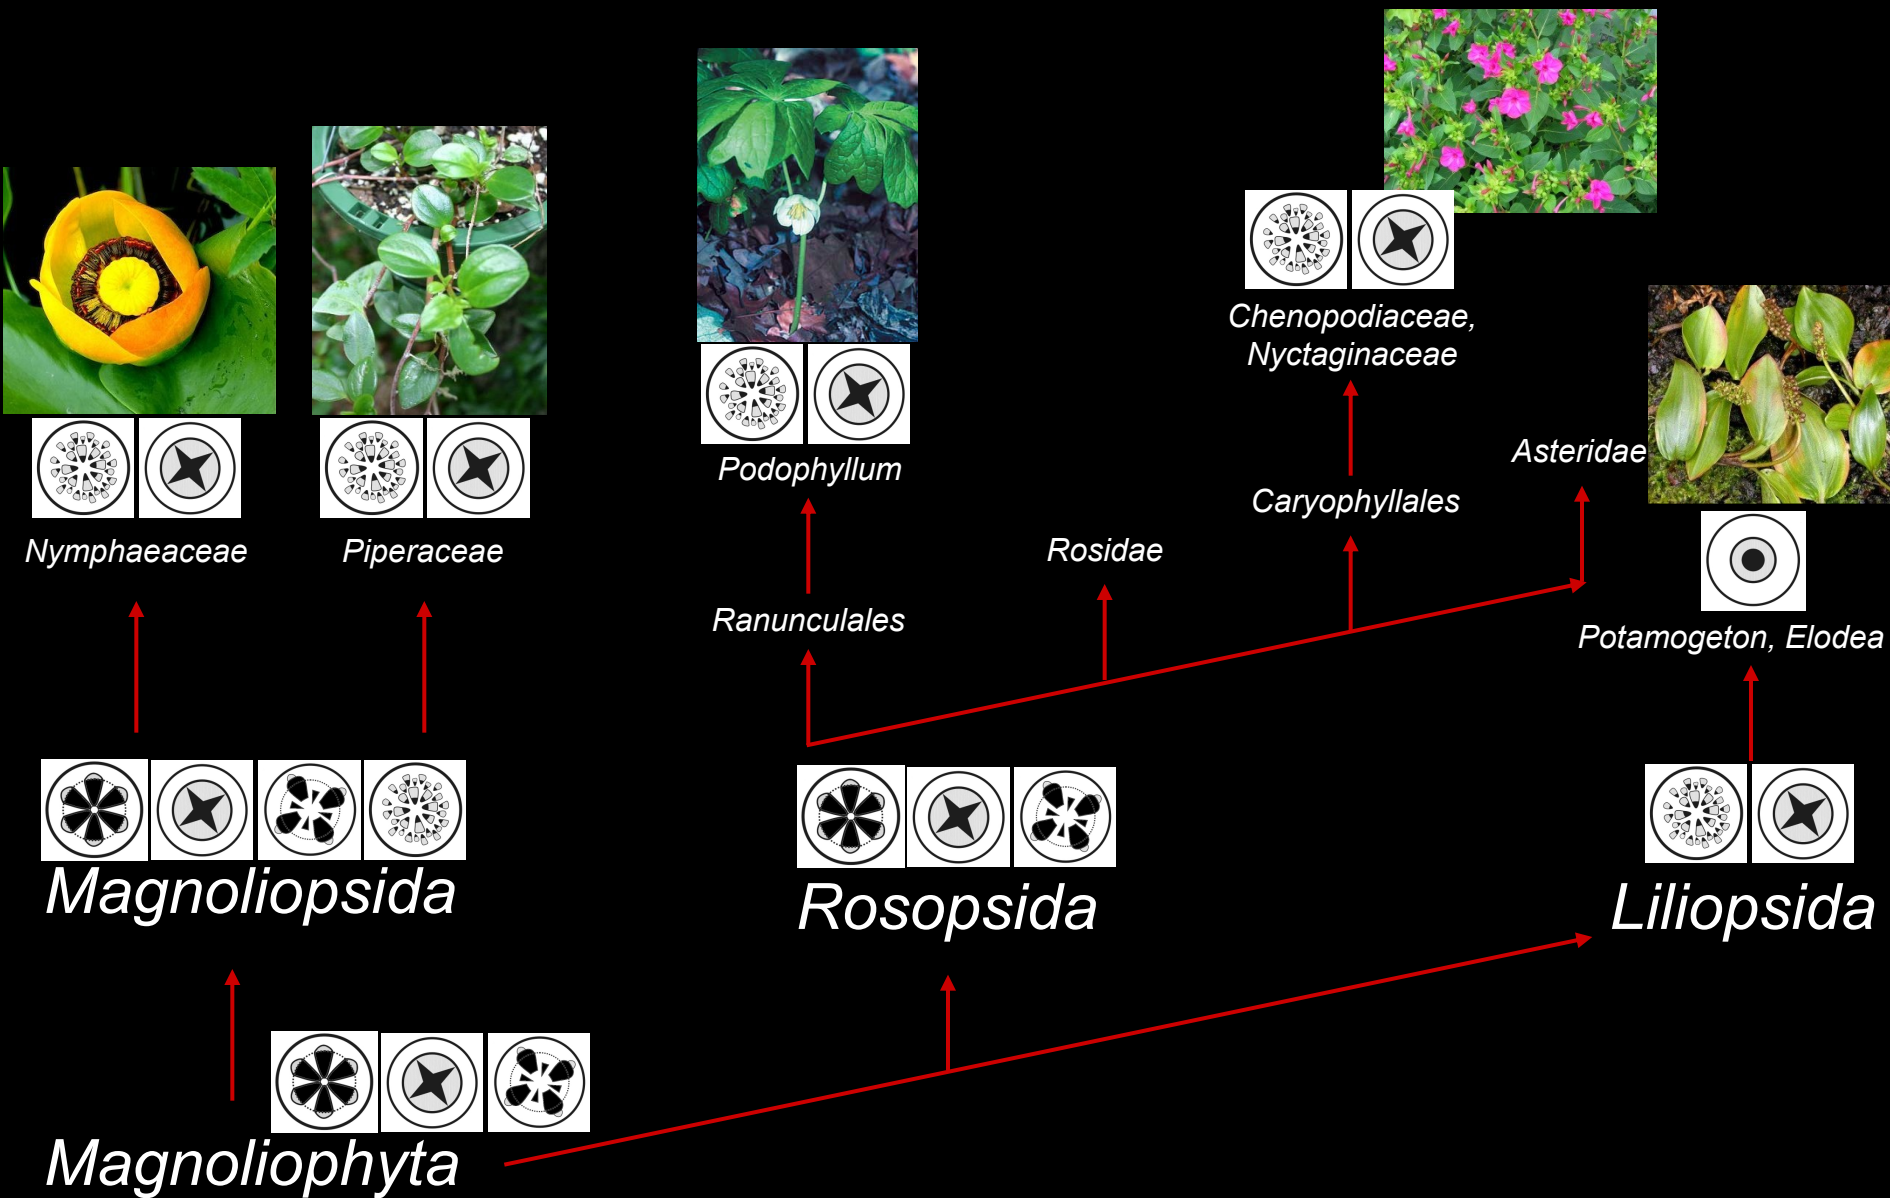 Chenopodiaceae,
Nyctaginaceae
Asteridae
Podophyllum
Caryophyllales
Nymphaeaceae
Piperaceae
Rosidae
Ranunculales
Potamogeton, Elodea
Magnoliopsida
Rosopsida
Liliopsida
Magnoliophyta